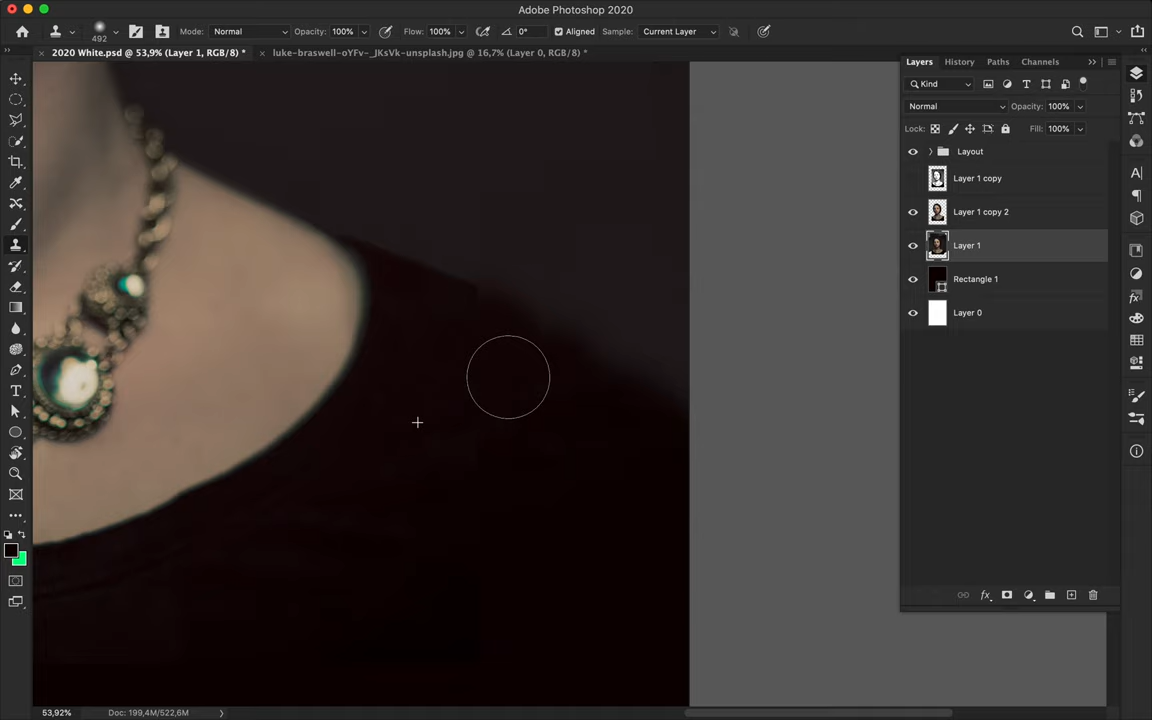 Adobe Photoshop 2020
492
Mode: Normal
Opacity: 100%
Flow: 100%
0°
Aligned
Sample: Current Layer
2020 White.psd @ 53,9% (Layer 1, RGB/8) *
luke-braswell-oYFv-_JKsVk-unsplash.jpg @ 16,7% (Layer 0, RGB/8) *
Layers
History
Paths
Channels
Kind
Normal
Opacity: 100%
Lock:
Fill: 100%
Layout
Layer 1 copy
Layer 1 copy 2
Layer 1
Rectangle 1
Layer 0
53,92%
Doc: 199,4M/522,6M